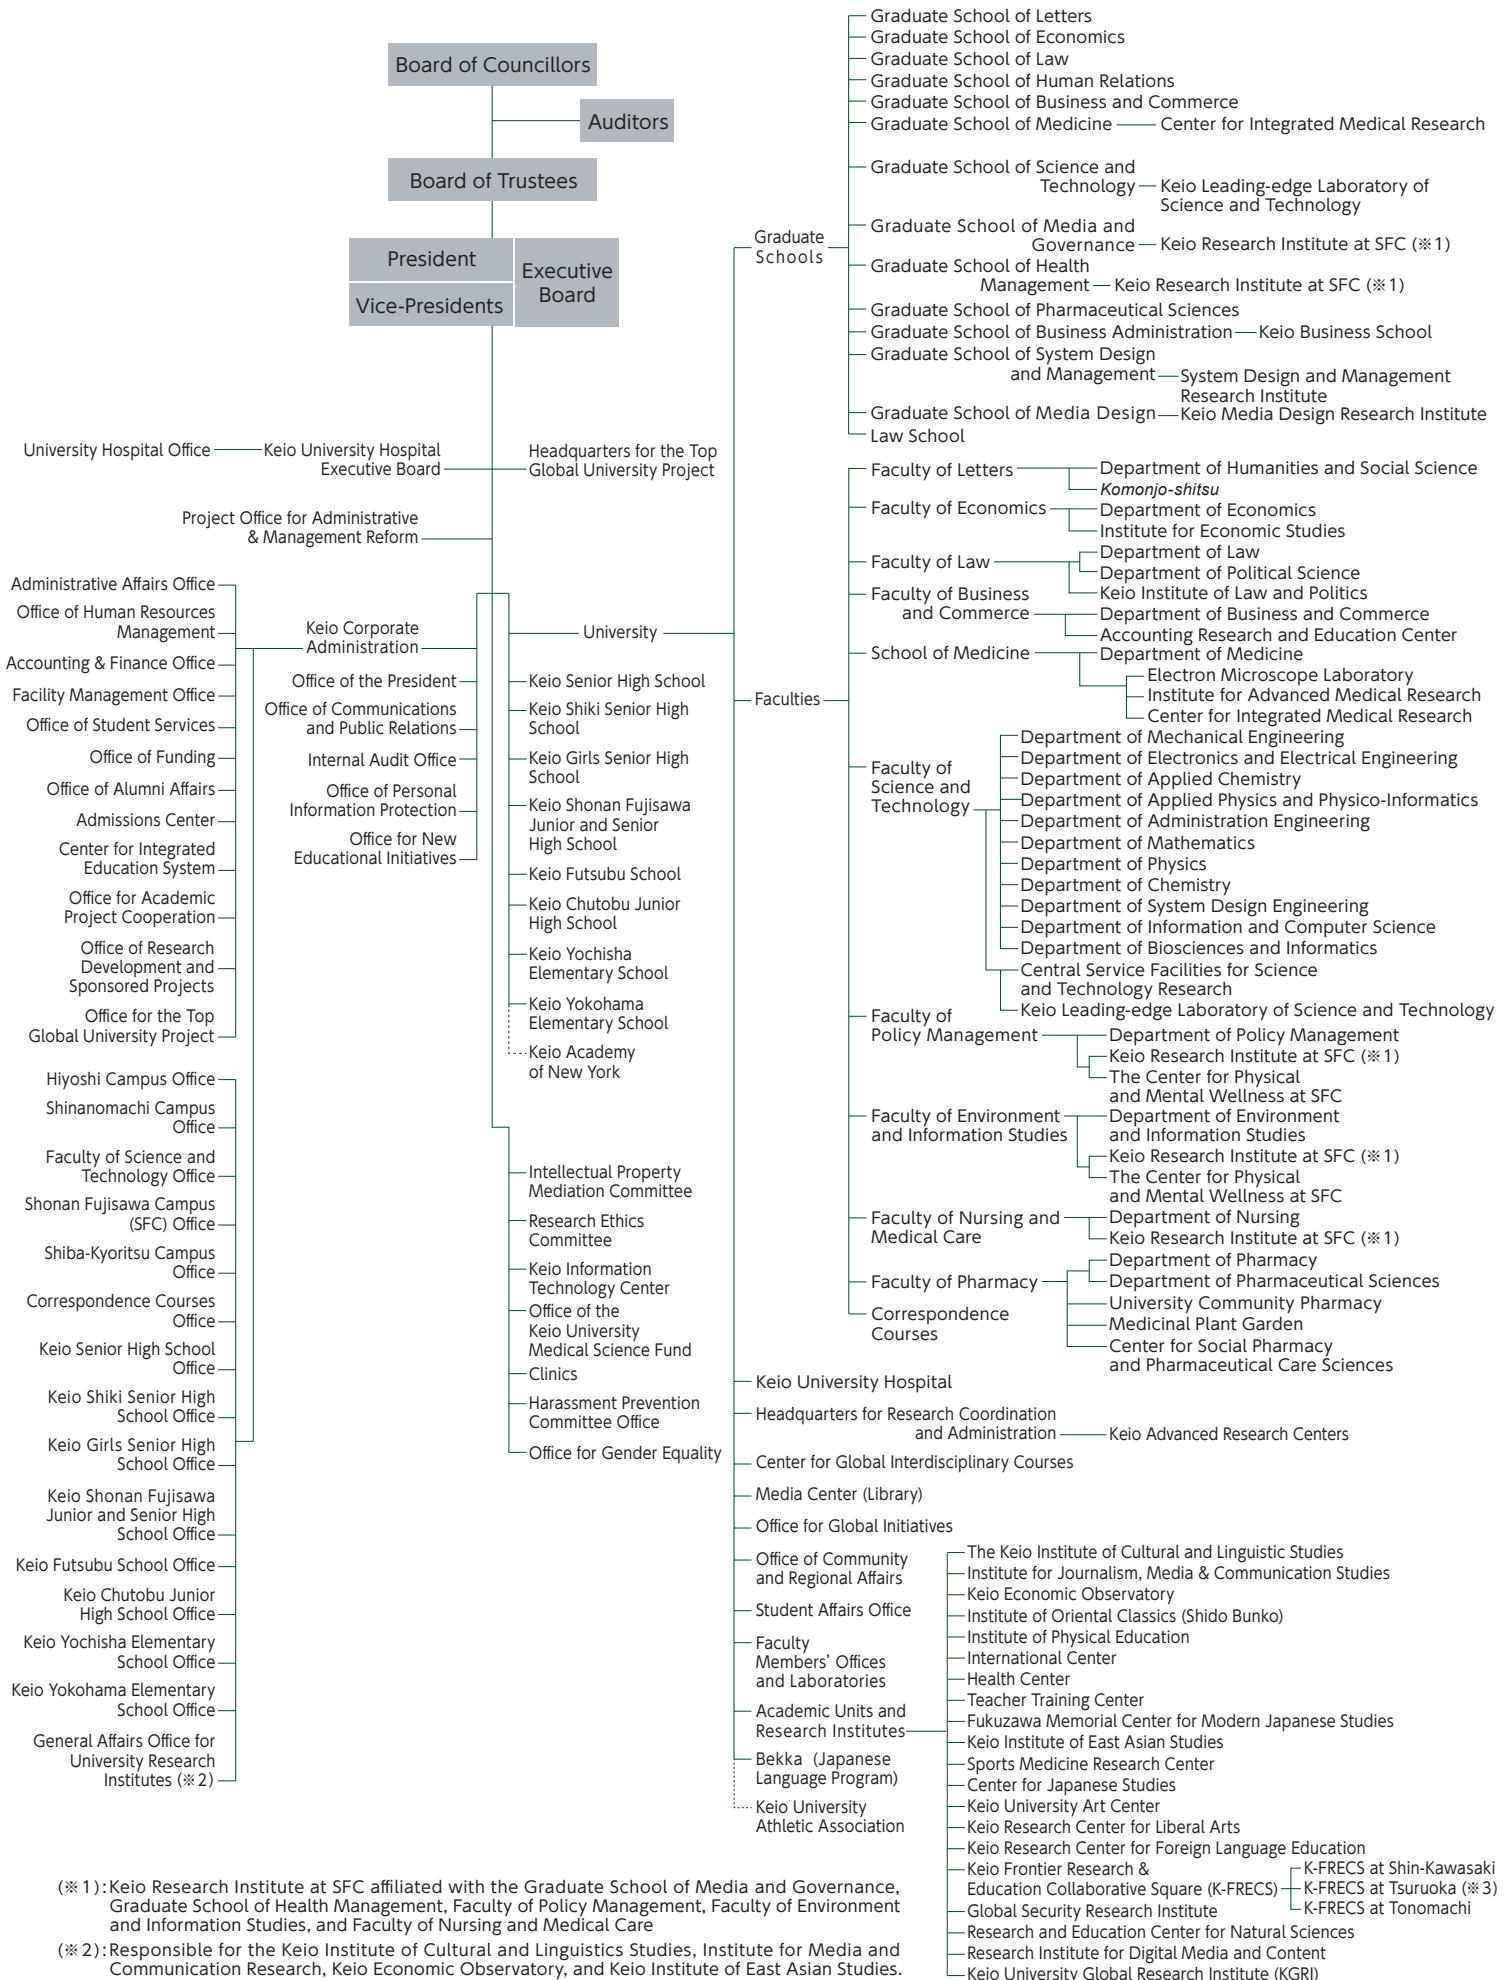 Board of Councillors
Auditors
Board of Trustees
President
Vice-Presidents
Executive
Board
University Hospital Office
Keio University Hospital
Executive Board
Headquarters for the Top
Global University Project
Project Office for Administrative
& Management Reform
Keio Corporate
Administration
Administrative Affairs Office
Office of Human Resources
Management
Accounting & Finance Office
Facility Management Office
Office of Student Services
Office of Funding
Office of Alumni Affairs
Admissions Center
Center for Integrated
Education System
Office for Academic
Project Cooperation
Office of Research
Development and
Sponsored Projects
Office for the Top
Global University Project
Hiyoshi Campus Office
Shinanomachi Campus
Office
Faculty of Science and
Technology Office
Shonan Fujisawa Campus
(SFC) Office
Shiba-Kyoritsu Campus
Office
Correspondence Courses
Office
Keio Senior High School
Office
Keio Shiki Senior High
School Office
Keio Girls Senior High
School Office
Keio Shonan Fujisawa
Junior and Senior High
School Office
Keio Futsubu School Office
Keio Chutobu Junior
High School Office
Keio Yochisha Elementary
School Office
Keio Yokohama Elementary
School Office
General Affairs Office for
University Research
Institutes (※2)
Office of the President
Office of Communications
and Public Relations
Internal Audit Office
Office of Personal
Information Protection
Office for New
Educational Initiatives
University
Keio Senior High School
Keio Shiki Senior High
School
Keio Girls Senior High
School
Keio Shonan Fujisawa
Junior and Senior
High School
Keio Futsubu School
Keio Chutobu Junior
High School
Keio Yochisha
Elementary School
Keio Yokohama
Elementary School
Keio Academy
of New York
Intellectual Property
Mediation Committee
Research Ethics
Committee
Keio Information
Technology Center
Office of the
Keio University
Medical Science Fund
Clinics
Harassment Prevention
Committee Office
Office for Gender Equality
Graduate
Schools
Graduate School of Letters
Graduate School of Economics
Graduate School of Law
Graduate School of Human Relations
Graduate School of Business and Commerce
Graduate School of Medicine
Center for Integrated Medical Research
Graduate School of Science and
Technology
Keio Leading-edge Laboratory of
Science and Technology
Graduate School of Media and
Governance
Keio Research Institute at SFC (※1)
Graduate School of Health
Management
Keio Research Institute at SFC (※1)
Graduate School of Pharmaceutical Sciences
Graduate School of Business Administration
Keio Business School
Graduate School of System Design
and Management
System Design and Management
Research Institute
Graduate School of Media Design
Keio Media Design Research Institute
Law School
Faculties
Faculty of Letters
Department of Humanities and Social Science
Komonjo-shitsu
Faculty of Economics
Department of Economics
Institute for Economic Studies
Faculty of Law
Department of Law
Department of Political Science
Keio Institute of Law and Politics
Faculty of Business
and Commerce
Department of Business and Commerce
Accounting Research and Education Center
School of Medicine
Department of Medicine
Electron Microscope Laboratory
Institute for Advanced Medical Research
Center for Integrated Medical Research
Faculty of
Science and
Technology
Department of Mechanical Engineering
Department of Electronics and Electrical Engineering
Department of Applied Chemistry
Department of Applied Physics and Physico-Informatics
Department of Administration Engineering
Department of Mathematics
Department of Physics
Department of Chemistry
Department of System Design Engineering
Department of Information and Computer Science
Department of Biosciences and Informatics
Central Service Facilities for Science
and Technology Research
Keio Leading-edge Laboratory of Science and Technology
Faculty of
Policy Management
Department of Policy Management
Keio Research Institute at SFC (※1)
The Center for Physical
and Mental Wellness at SFC
Faculty of Environment
and Information Studies
Department of Environment
and Information Studies
Keio Research Institute at SFC (※1)
The Center for Physical
and Mental Wellness at SFC
Faculty of Nursing and
Medical Care
Department of Nursing
Keio Research Institute at SFC (※1)
Faculty of Pharmacy
Department of Pharmacy
Department of Pharmaceutical Sciences
University Community Pharmacy
Medicinal Plant Garden
Center for Social Pharmacy
and Pharmaceutical Care Sciences
Correspondence
Courses
Keio University Hospital
Headquarters for Research Coordination
and Administration
Keio Advanced Research Centers
Center for Global Interdisciplinary Courses
Media Center (Library)
Office for Global Initiatives
Office of Community
and Regional Affairs
Student Affairs Office
Faculty
Members' Offices
and Laboratories
Academic Units and
Research Institutes
Bekka (Japanese
Language Program)
Keio University
Athletic Association
The Keio Institute of Cultural and Linguistic Studies
Institute for Journalism, Media & Communication Studies
Keio Economic Observatory
Institute of Oriental Classics (Shido Bunko)
Institute of Physical Education
International Center
Health Center
Teacher Training Center
Fukuzawa Memorial Center for Modern Japanese Studies
Keio Institute of East Asian Studies
Sports Medicine Research Center
Center for Japanese Studies
Keio University Art Center
Keio Research Center for Liberal Arts
Keio Research Center for Foreign Language Education
Keio Frontier Research &
Education Collaborative Square (K-FRECS)
K-FRECS at Shin-Kawasaki
K-FRECS at Tsuruoka (※3)
K-FRECS at Tonomachi
Global Security Research Institute
Research and Education Center for Natural Sciences
Research Institute for Digital Media and Content
Keio University Global Research Institute (KGRI)
(※1):Keio Research Institute at SFC affiliated with the Graduate School of Media and Governance,
Graduate School of Health Management, Faculty of Policy Management, Faculty of Environment
and Information Studies, and Faculty of Nursing and Medical Care
(※2):Responsible for the Keio Institute of Cultural and Linguistics Studies, Institute for Media and
Communication Research, Keio Economic Observatory, and Keio Institute of East Asian Studies.